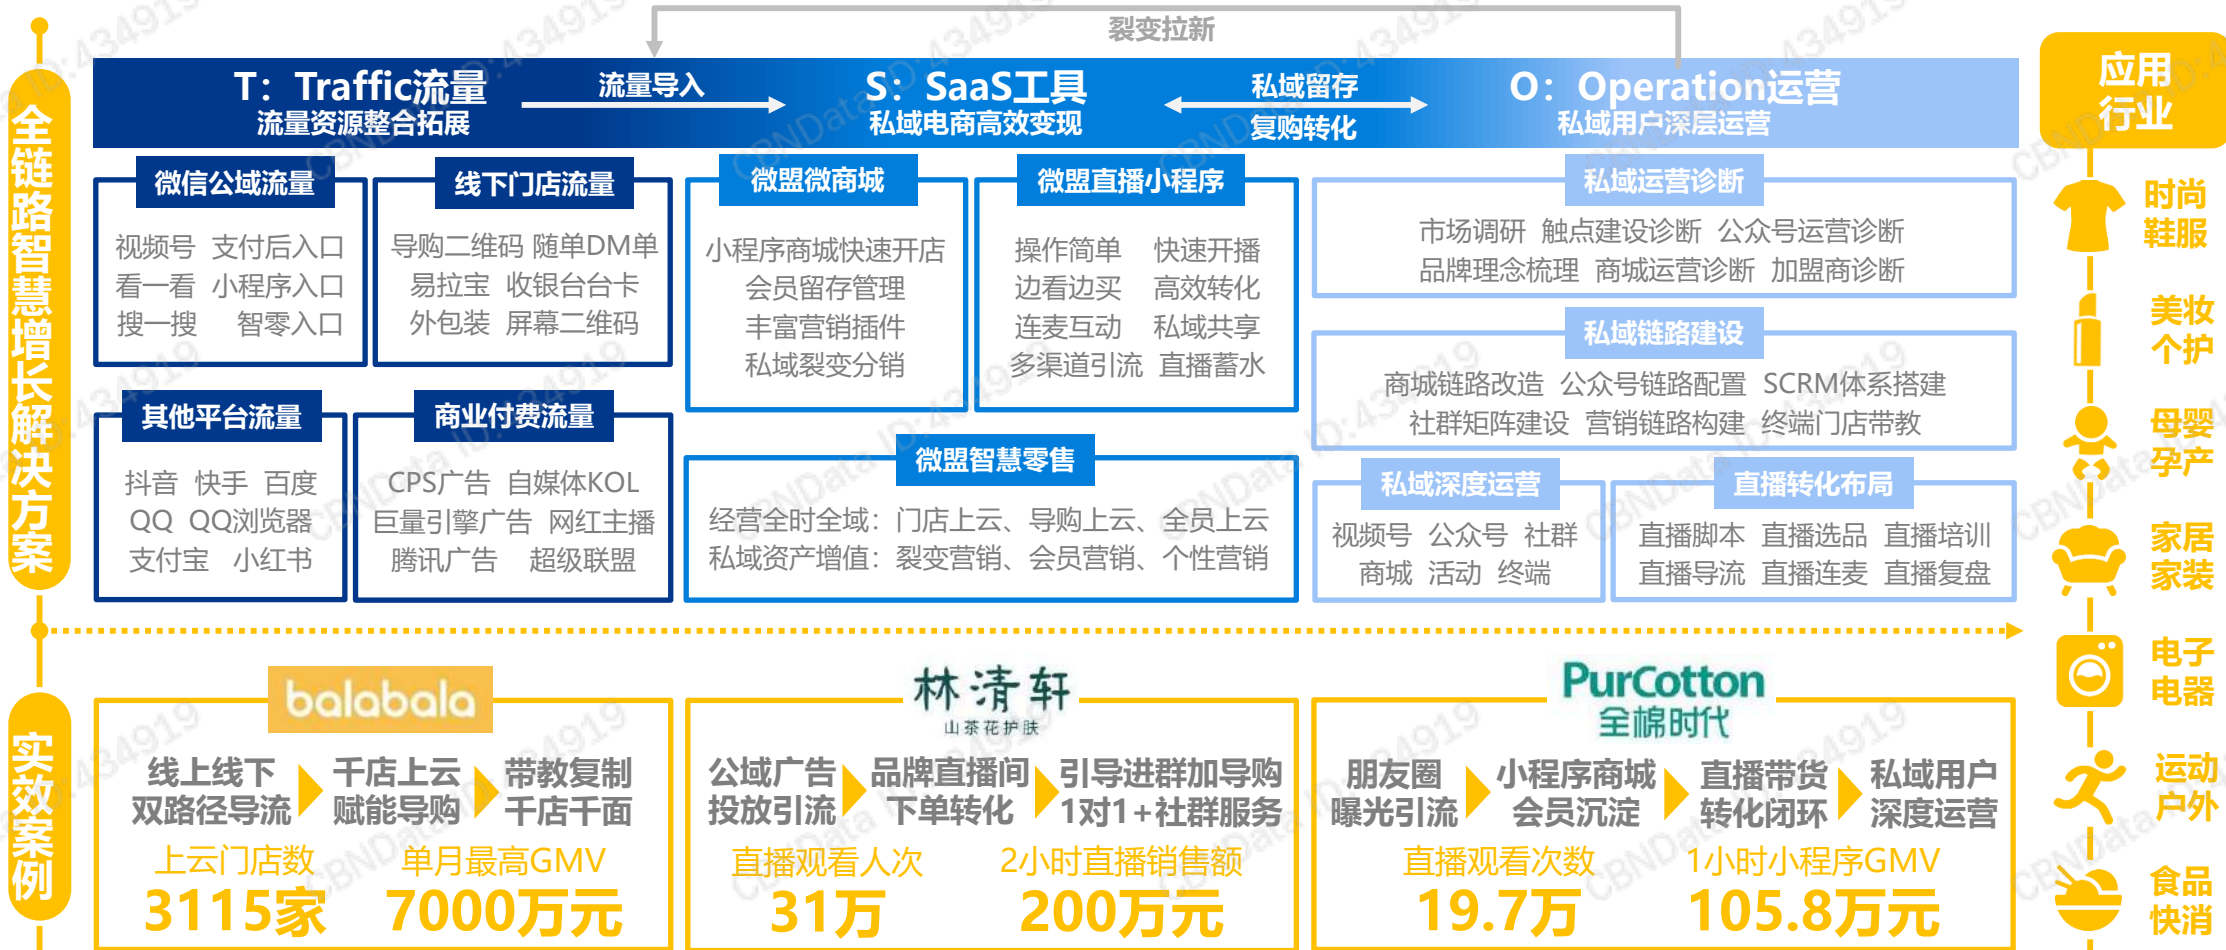 裂变拉新
全链路智慧增长解决方案
T：Traffic流量
流量资源整合拓展
流量导入
S：SaaS工具
私域电商高效变现
私域留存
复购转化
O：Operation运营
私域用户深层运营
微信公域流量
视频号 支付后入口
看一看 小程序入口
搜一搜 智零入口
线下门店流量
导购二维码 随单DM单
易拉宝 收银台台卡
外包装 屏幕二维码
其他平台流量
抖音 快手 百度
QQ QQ浏览器
支付宝 小红书
商业付费流量
CPS广告 自媒体KOL
巨量引擎广告 网红主播
腾讯广告 超级联盟
微盟微商城
小程序商城快速开店
会员留存管理
丰富营销插件
私域裂变分销
微盟直播小程序
操作简单 快速开播
边看边买 高效转化
连麦互动 私域共享
多渠道引流 直播蓄水
微盟智慧零售
经营全时全域：门店上云、导购上云、全员上云
私域资产增值：裂变营销、会员营销、个性营销
私域运营诊断
市场调研 触点建设诊断 公众号运营诊断
品牌理念梳理 商城运营诊断 加盟商诊断
私域链路建设
商城链路改造 公众号链路配置 SCRM体系搭建
社群矩阵建设 营销链路构建 终端门店带教
私域深度运营
视频号 公众号 社群
商城 活动 终端
直播转化布局
直播脚本 直播选品 直播培训
直播导流 直播连麦 直播复盘
实效案例
balabala
线上线下
双路径导流
千店上云
赋能导购
带教复制
千店千面
上云门店数
3115家
单月最高GMV
7000万元
林清轩
山茶花护肤
公域广告
投放引流
品牌直播间
下单转化
引导进群加导购
1对1+社群服务
直播观看人次
31万
2小时直播销售额
200万元
PurCotton
全棉时代
朋友圈
曝光引流
小程序商城
会员沉淀
直播带货
转化闭环
私域用户
深度运营
直播观看次数
19.7万
1小时小程序GMV
105.8万元
应用
行业
时尚
鞋服
美妆
个护
母婴
孕产
家居
家装
电子
电器
运动
户外
食品
快消
CBNData ID:434919